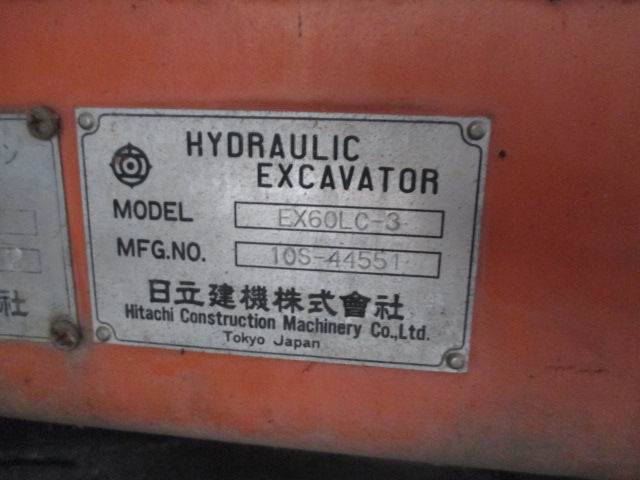 HYDRAULIC
EXCAVATOR
MODEL EX60LC-3
MFG.NO. 10S-44551
日立建機株式會社
Hitachi Construction Machinery Co.,Ltd.
Tokyo Japan
社